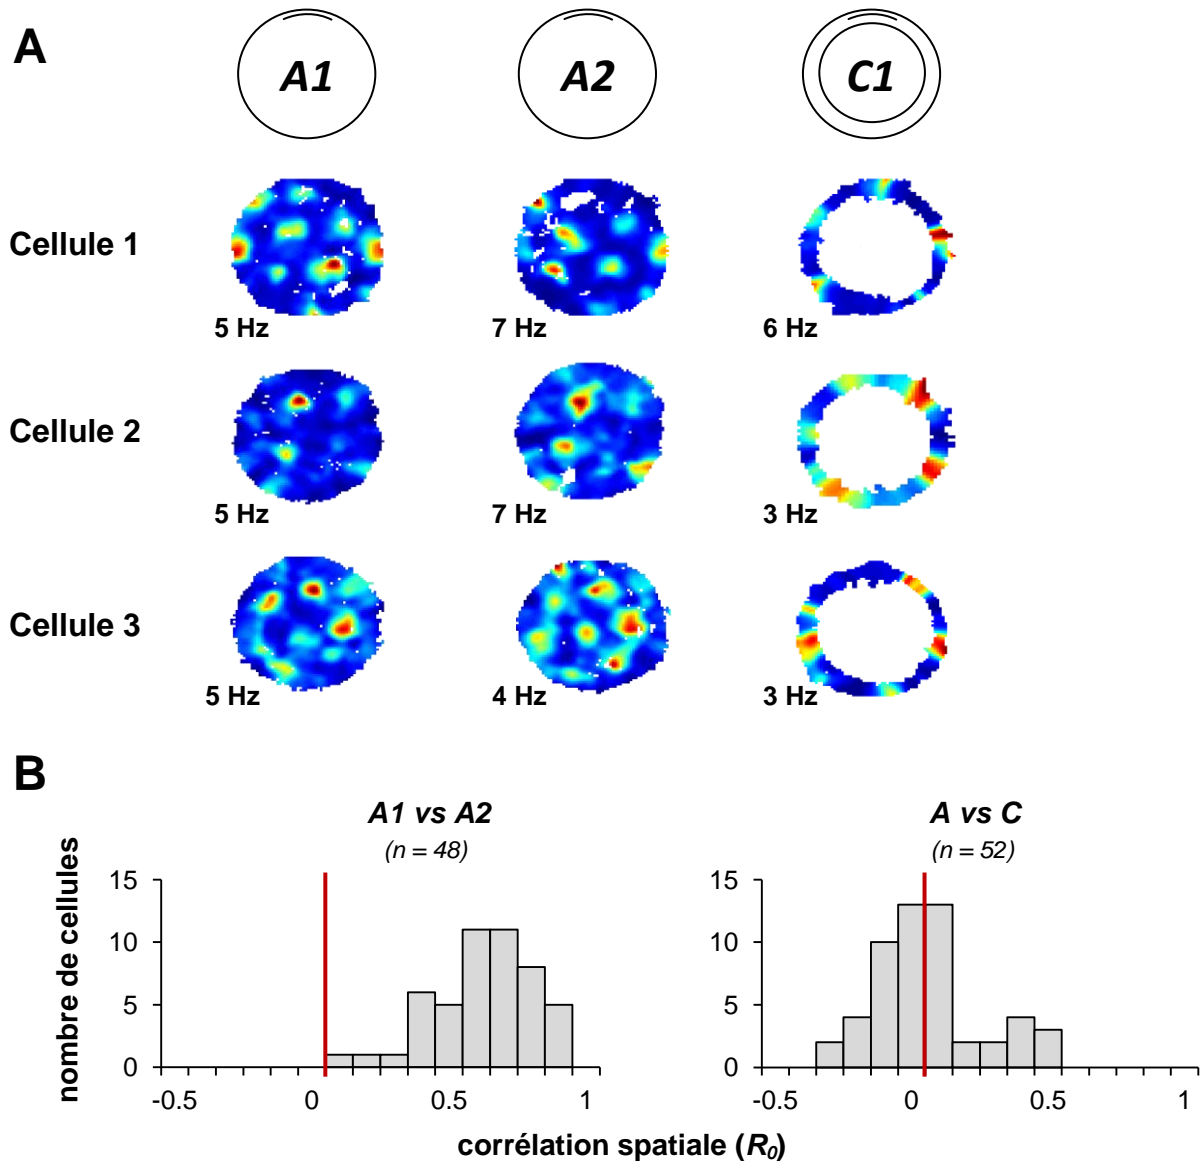 A
A1 A2 C1
Cellule 1
5 Hz 7 Hz 6 Hz
Cellule 2
5 Hz 7 Hz 3 Hz
Cellule 3
5 Hz 4 Hz 3 Hz
B
A1 vs A2
(n = 48)
A vs C
(n = 52)
nombre de cellules
15
10
5
0
-0.5 0 0.5 1
15
10
5
0
-0.5 0 0.5 1
corrélation spatiale (R0)